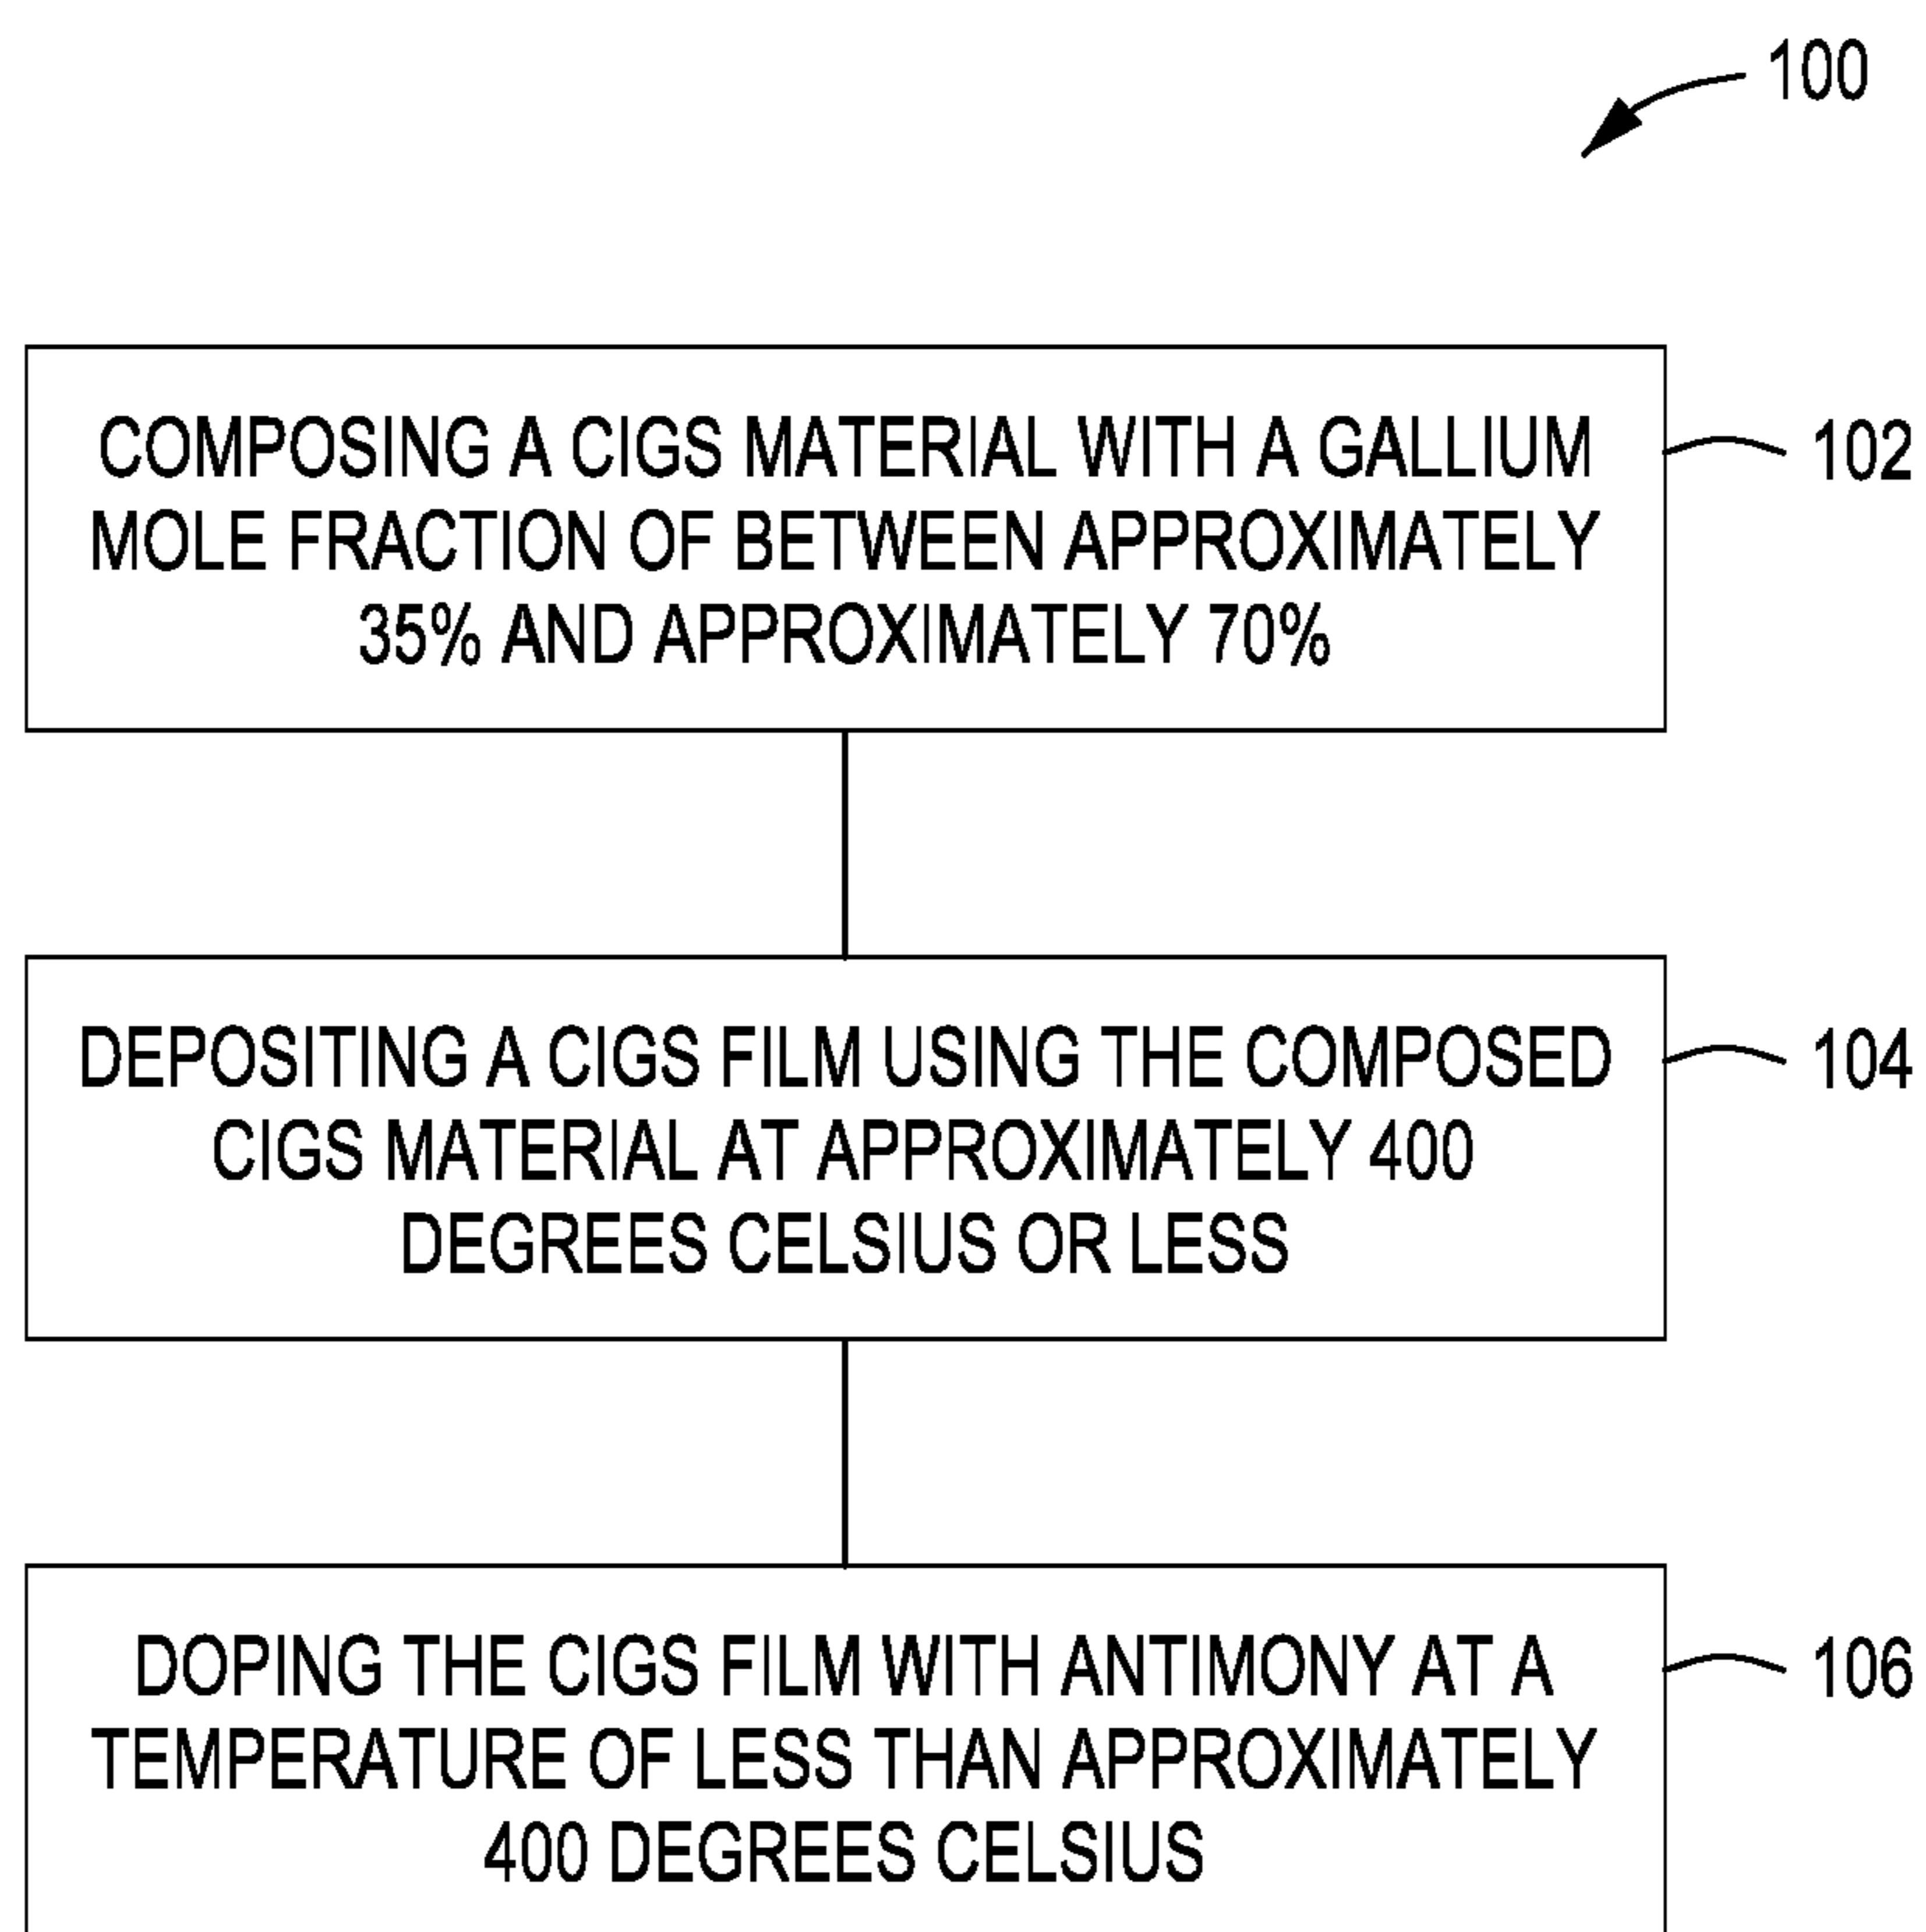 100
COMPOSING A CIGS MATERIAL WITH A GALLIUM
MOLE FRACTION OF BETWEEN APPROXIMATELY
35% AND APPROXIMATELY 70%
102
DEPOSITING A CIGS FILM USING THE COMPOSED
CIGS MATERIAL AT APPROXIMATELY 400
DEGREES CELSIUS OR LESS
104
DOPING THE CIGS FILM WITH ANTIMONY AT A
TEMPERATURE OF LESS THAN APPROXIMATELY
400 DEGREES CELSIUS
106